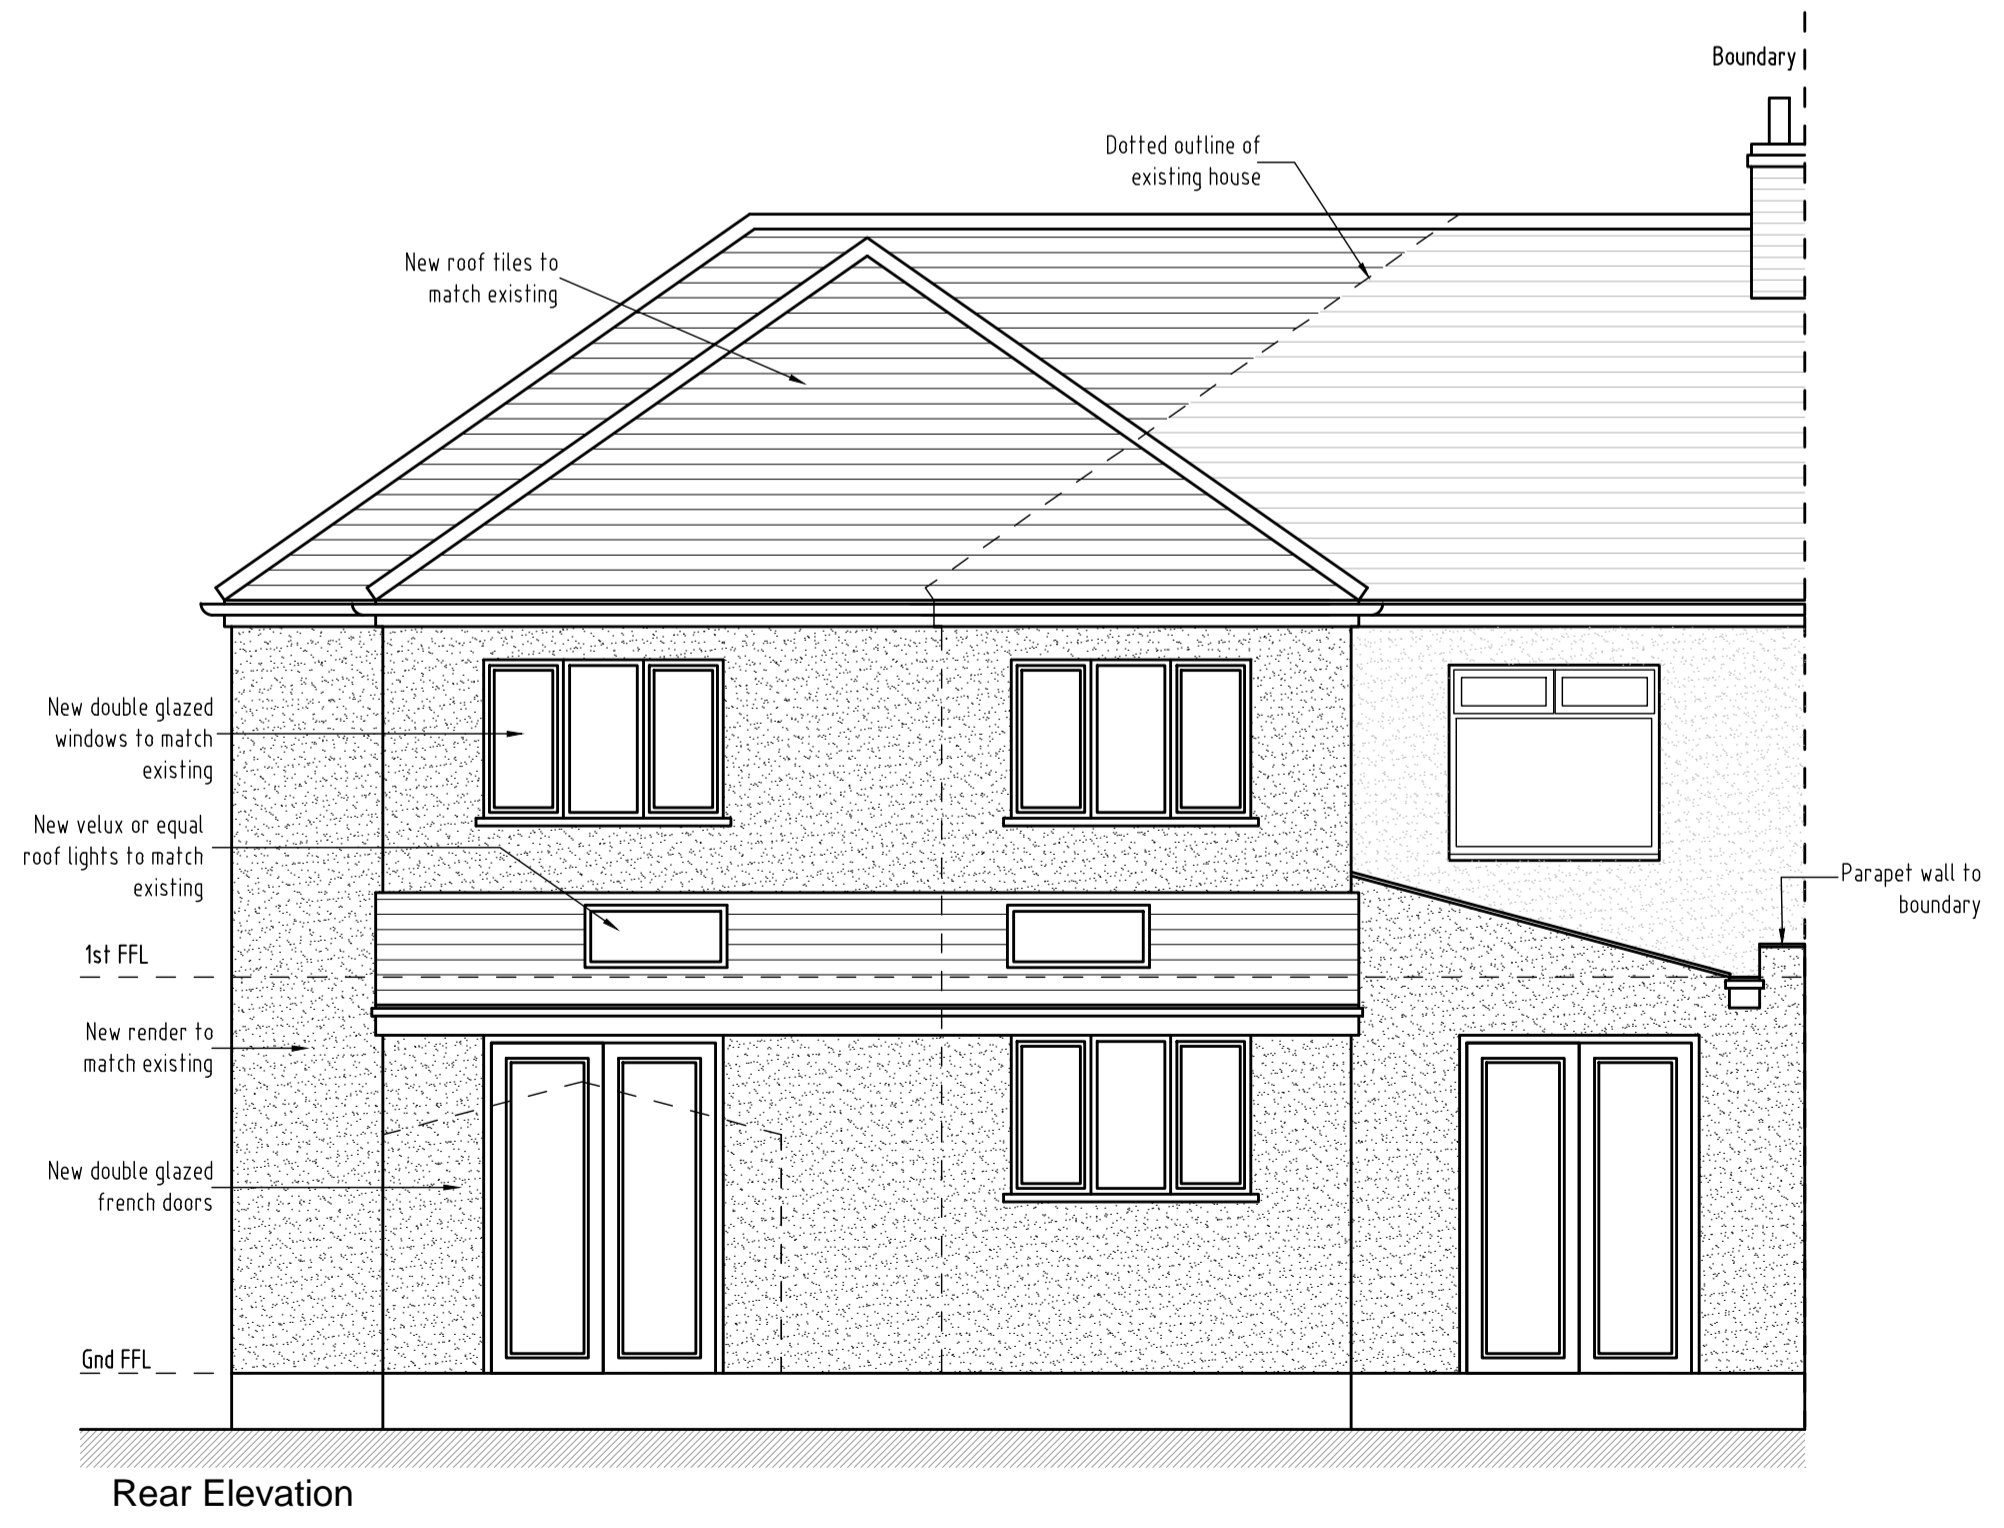 Boundary
Dotted outline of
existing house
New roof tiles to
match existing
New double glazed
windows to match
existing
New velux or equal
roof lights to match
existing
Parapet wall to
boundary
1st FFL
New render to
match existing
New double glazed
french doors
Gnd FFL
Rear Elevation